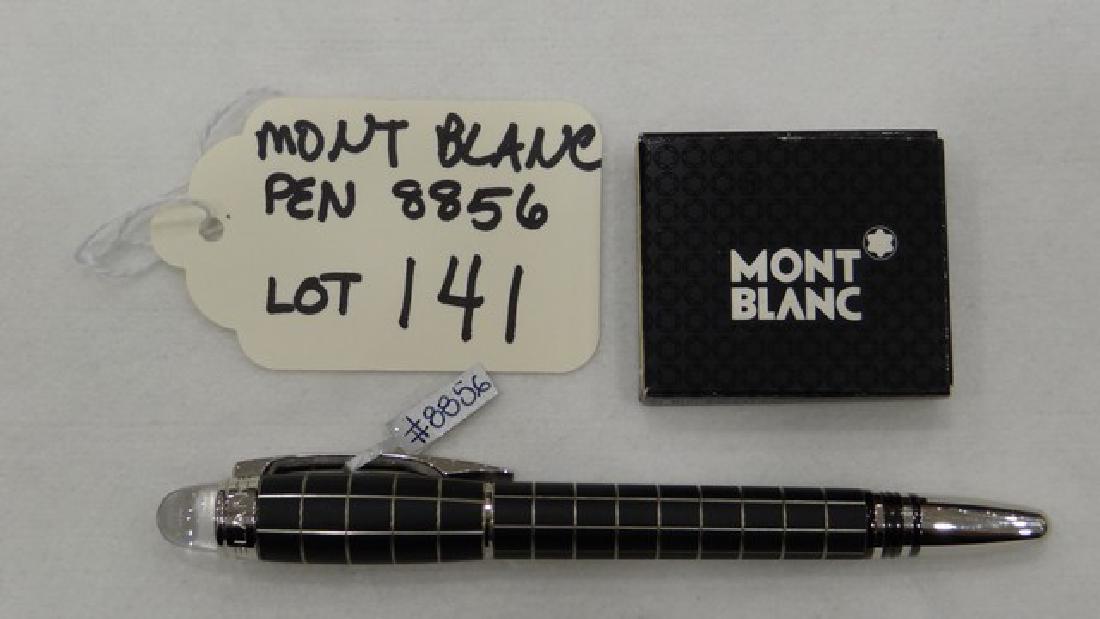 MONT BLANC
PEN 8856
LOT 141
MONT
BLANC
#8856